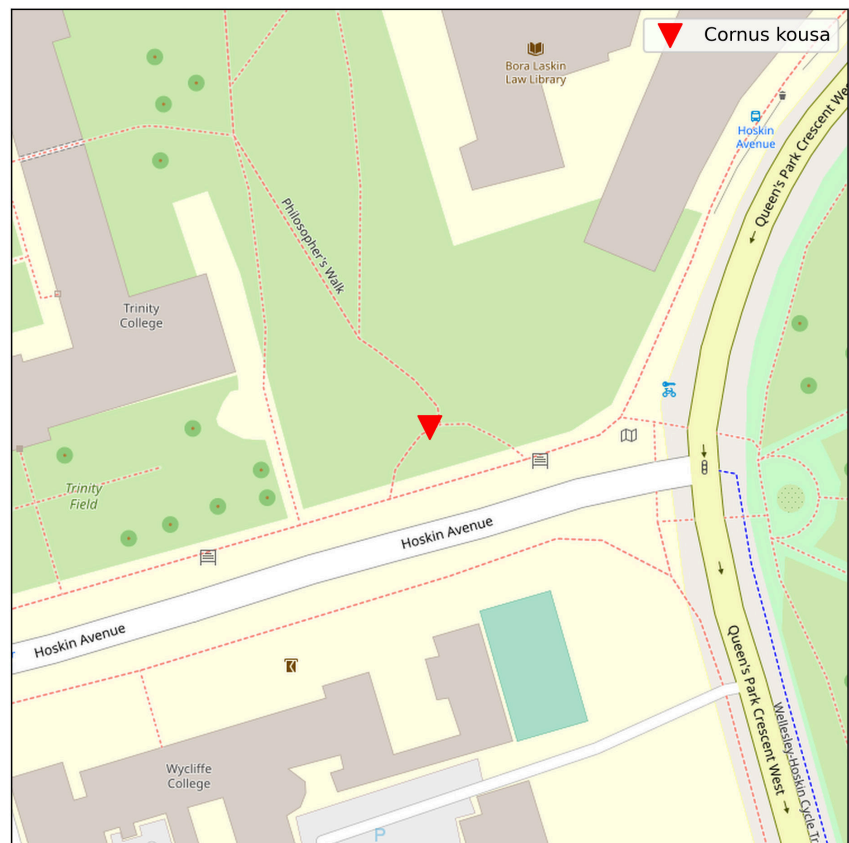 Cornus kousa
Bora Laskin
Law Library
Hoskin
Avenue
Queen's Park Crescent We
Philosopher's Walk
Trinity
College
Trinity
Field
Hoskin Avenue
Hoskin Avenue
Queen's Park Crescent West
Wellesley-Hoskin Cycle Tr
Wycliffe
College
P